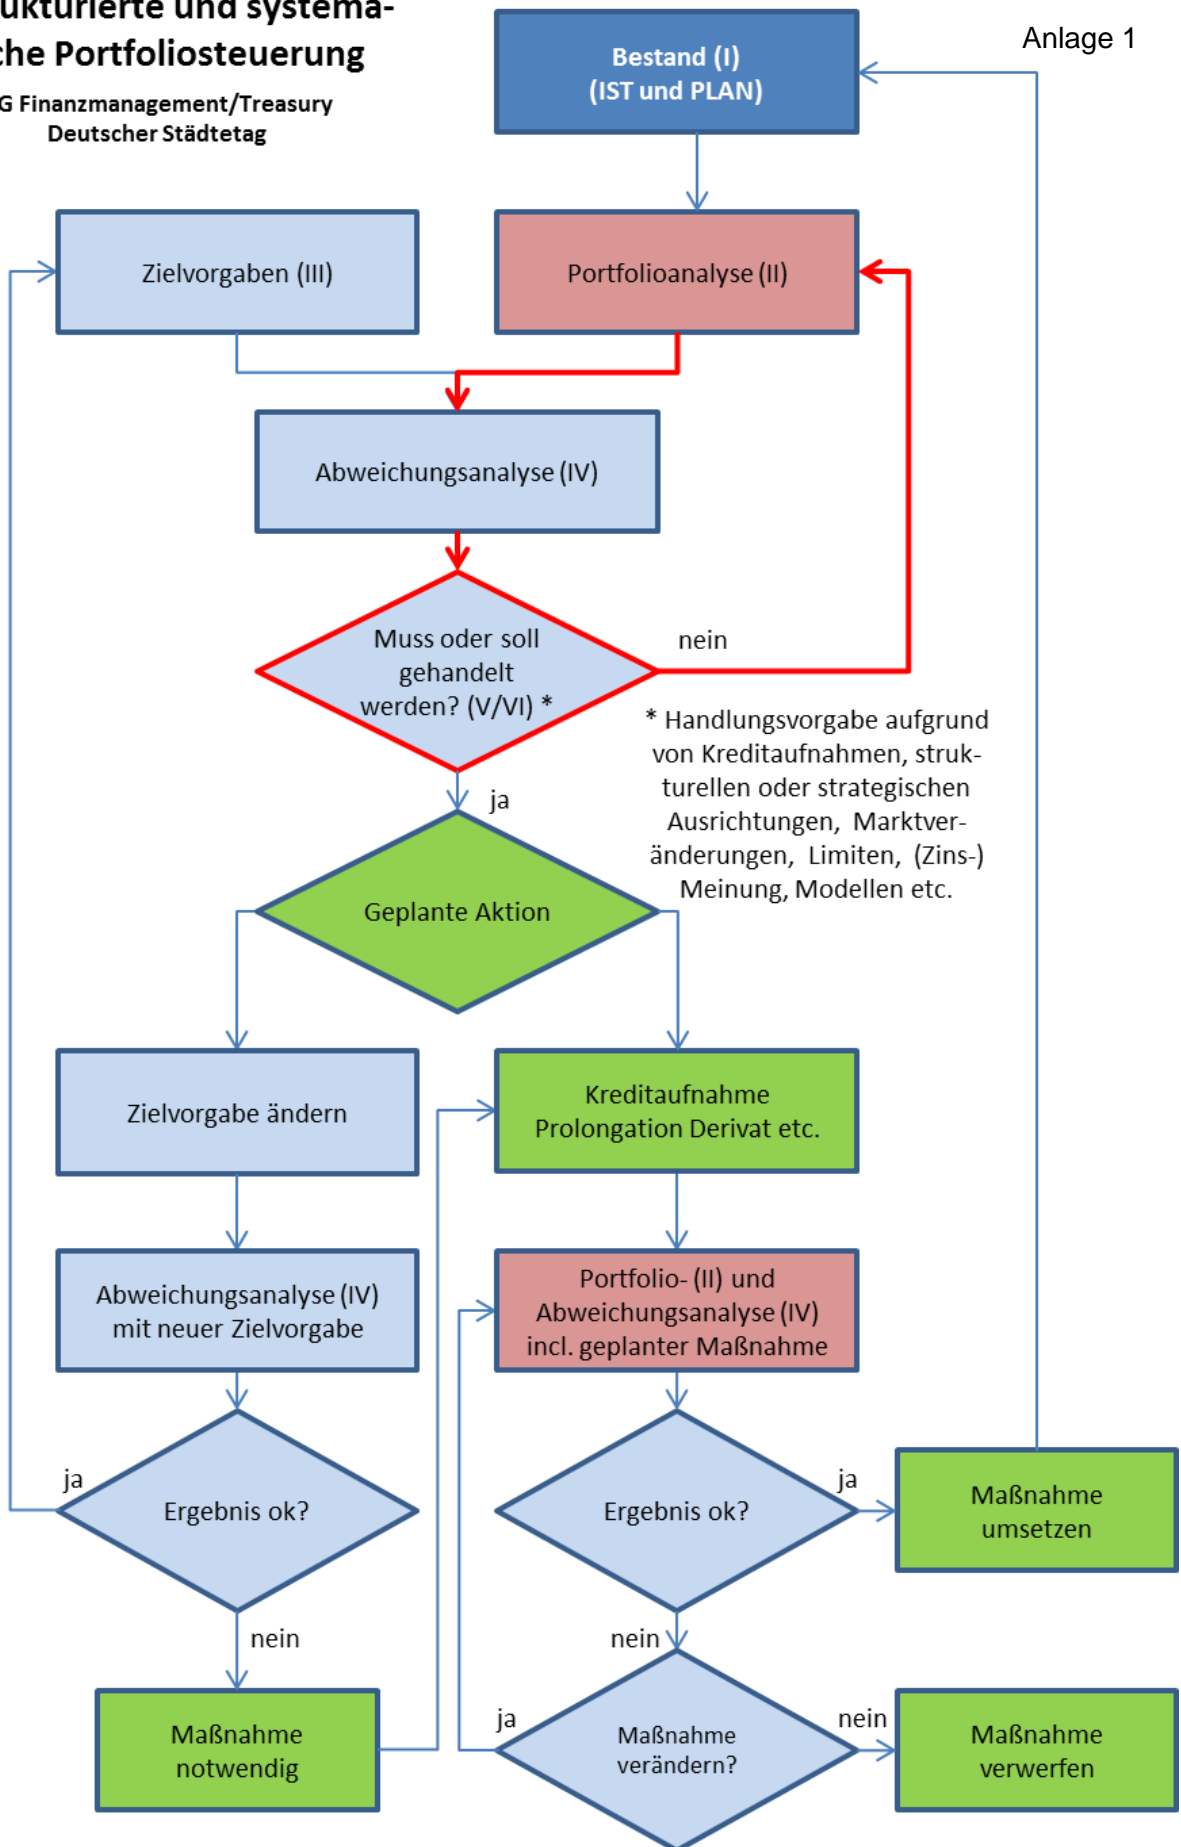 ukturierte und systema-
che Portfoliosteuerung
G Finanzmanagement/Treasury
Deutscher Städtetag
Anlage 1
Bestand (I)
(IST und PLAN)
Zielvorgaben (III)
Portfolioanalyse (II)
Abweichungsanalyse (IV)
Muss oder soll
gehandelt
werden? (V/VI) *
nein
* Handlungsvorgabe aufgrund
von Kreditaufnahmen, struk-
turellen oder strategischen
Ausrichtungen, Marktver-
änderungen, Limiten, (Zins-)
Meinung, Modellen etc.
ja
Geplante Aktion
Zielvorgabe ändern
Kreditaufnahme
Prolongation Derivat etc.
Abweichungsanalyse (IV)
mit neuer Zielvorgabe
Portfolio- (II) und
Abweichungsanalyse (IV)
incl. geplanter Maßnahme
ja
Ergebnis ok?
Ergebnis ok?
ja
Maßnahme
umsetzen
nein
nein
Maßnahme
notwendig
ja
Maßnahme
verändern?
nein
Maßnahme
verwerfen